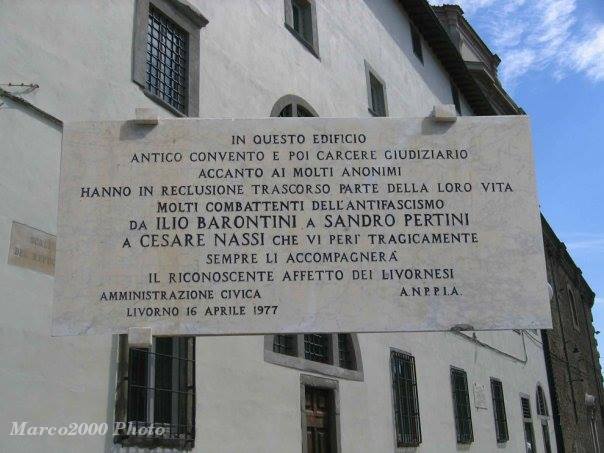 IN QUESTO EDIFICIO
ANTICO CONVENTO E POI CARCERE GIUDIZIARIO
ACCANTO AI MOLTI ANONIMI
HANNO IN RECLUSIONE TRASCORSO PARTE DELLA LORO VITA
MOLTI COMBATTENTI DELL'ANTIFASCISMO
DA ILIO BARONTINI A SANDRO PERTINI
A CESARE NASSI CHE VI PERI' TRAGICAMENTE
SEMPRE LI ACCOMPAGNERÀ
IL RICONOSCENTE AFFETTO DEI LIVORNESI
AMMINISTRAZIONE CIVICA A.N.P.P.I.A.
LIVORNO 16 APRILE 1977
Marco2000 Photo